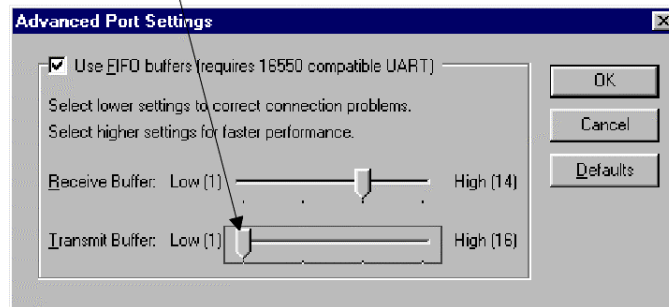 Advanced Port Settings
Use FIFO buffers (requires 16550 compatible UART)
OK
Select lower settings to correct connection problems.
Select higher settings for faster performance.
Cancel
Receive Buffer: Low (1) High (14)
Defaults
Transmit Buffer: Low (1) High (16)